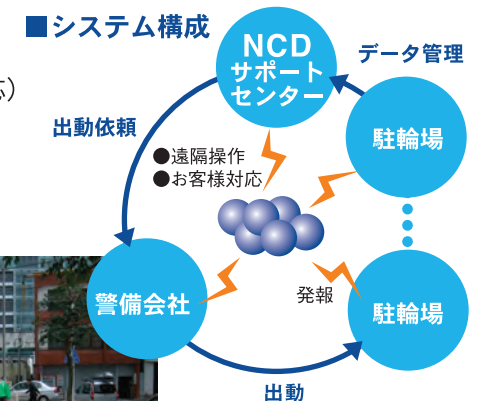 ■システム構成
応）
NCD
サポート
センター
データ管理
出動依頼
●遠隔操作
●お客様対応
駐輪場
警備会社
発報
駐輪場
出動